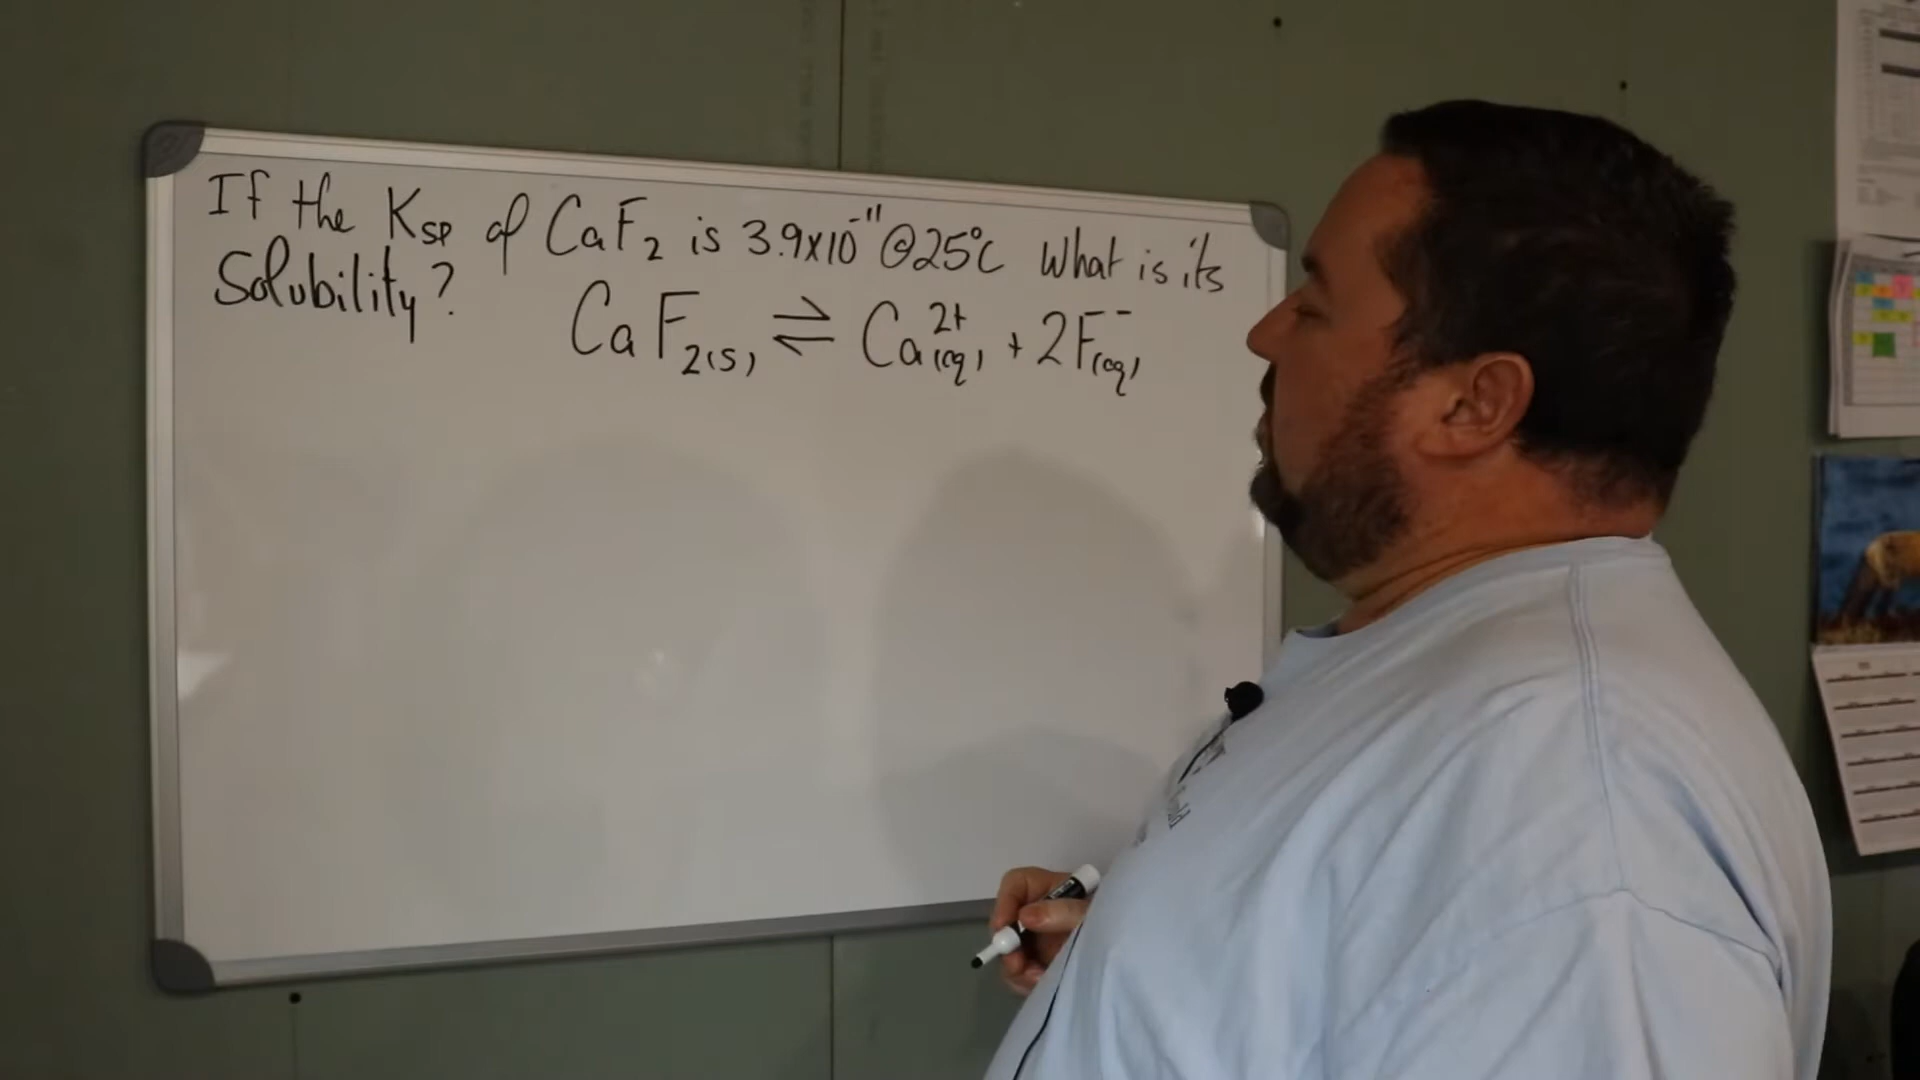 If the Ksp of CaF₂ is 3.9x10⁻¹¹ @25°C What is its
Solubility?
CaF₂(s) ⇌ Ca²⁺(aq) + 2F⁻(aq)